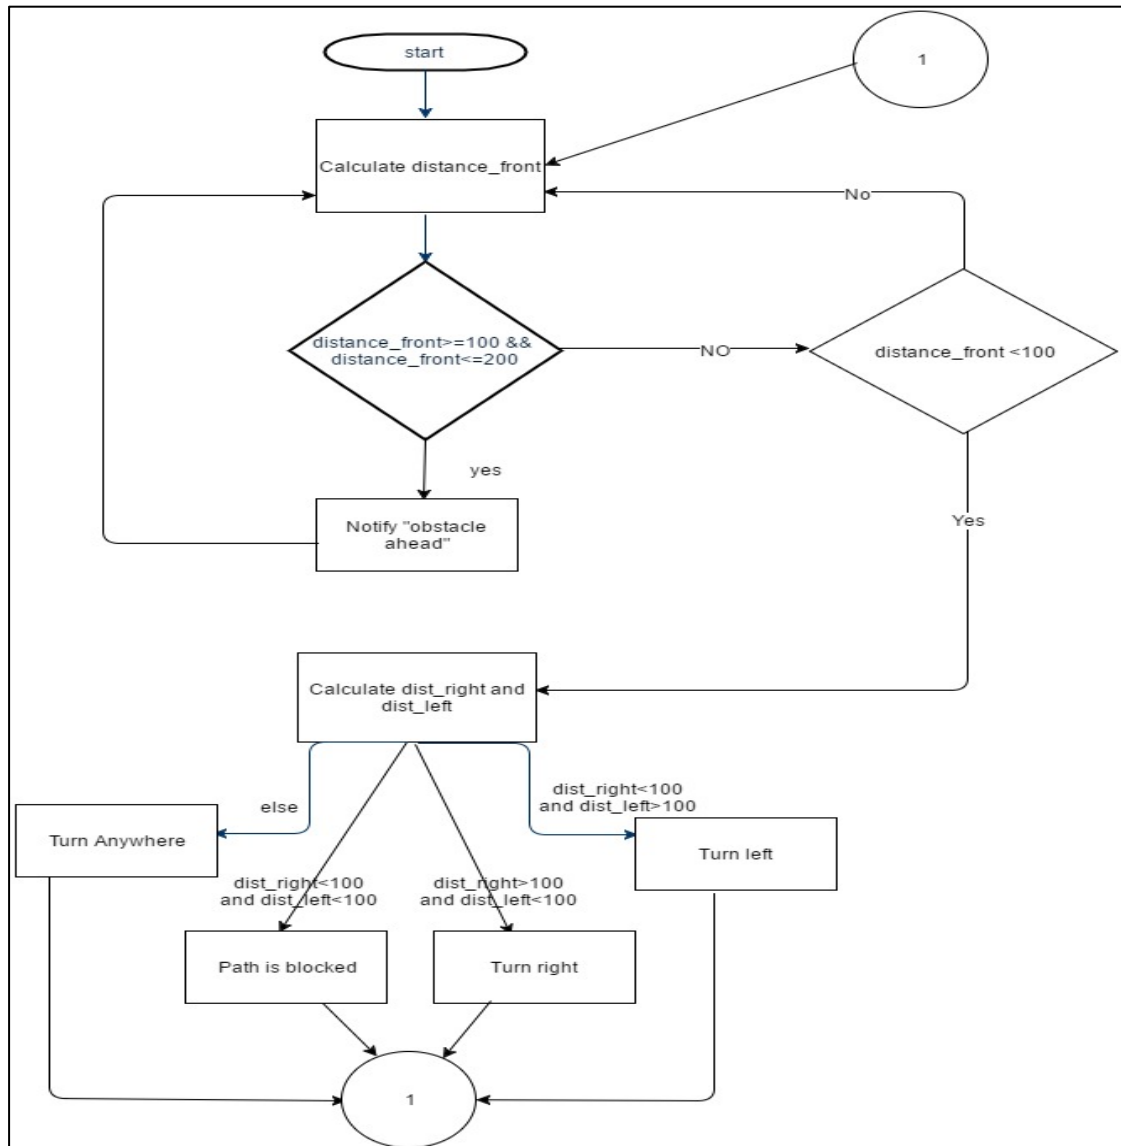 start
1
Calculate distance_front
No
distance_front>=100 &&
distance_front<=200
NO
distance_front <100
yes
Notify "obstacle
ahead"
Yes
Calculate dist_right and
dist_left
else
dist_right<100
and dist_left>100
Turn Anywhere
Turn left
dist_right<100
and dist_left<100
dist_right>100
and dist_left<100
Path is blocked
Turn right
1